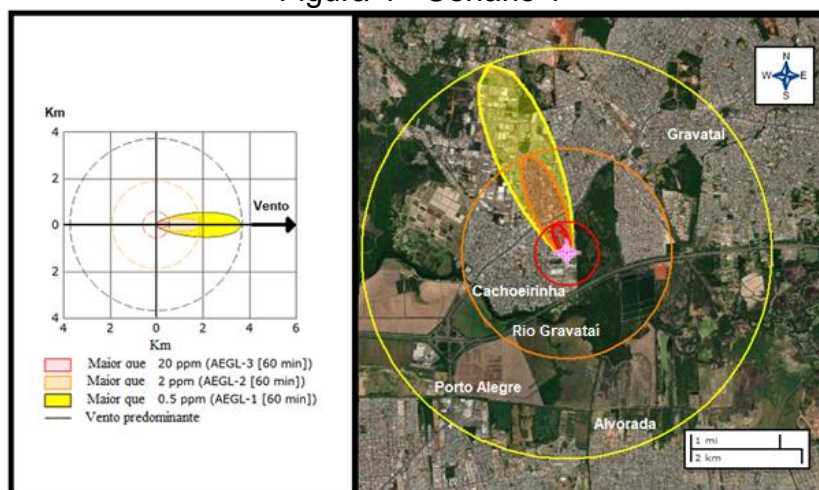 Figura 1 - Cenário 1
Km
4
2
0
2
4
4
2
0
2
4
6
Km
Vento
Maior que 20 ppm (AEGL-3 [60 min])
Maior que 2 ppm (AEGL-2 [60 min])
Maior que 0.5 ppm (AEGL-1 [60 min])
Vento predominante
N
W
E
S
Gravatai
Cachoeirinha
Rio Gravatai
Porto Alegre
Alvorada
1 mi
2 km